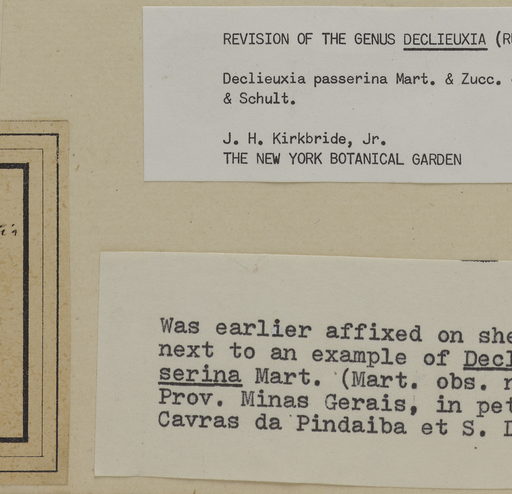 REVISION OF THE GENUS DECLIEUXIA (RU
Declieuxia passerina Mart. & Zucc.
& Schult.
J. H. Kirkbride, Jr.
THE NEW YORK BOTANICAL GARDEN
Was earlier affixed on she
next to an example of Decl
serina Mart. (Mart. obs. n
Prov. Minas Gerais, in pet
Cavras da Pindaiba et S. D